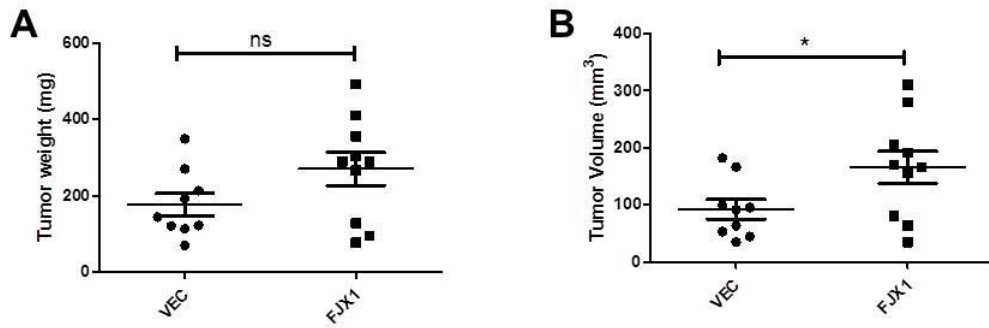 A
Tumor weight (mg)
600
400
200
0
ns
VEC
FJX1
B
Tumor Volume (mm³)
400
300
200
100
0
*
VEC
FJX1